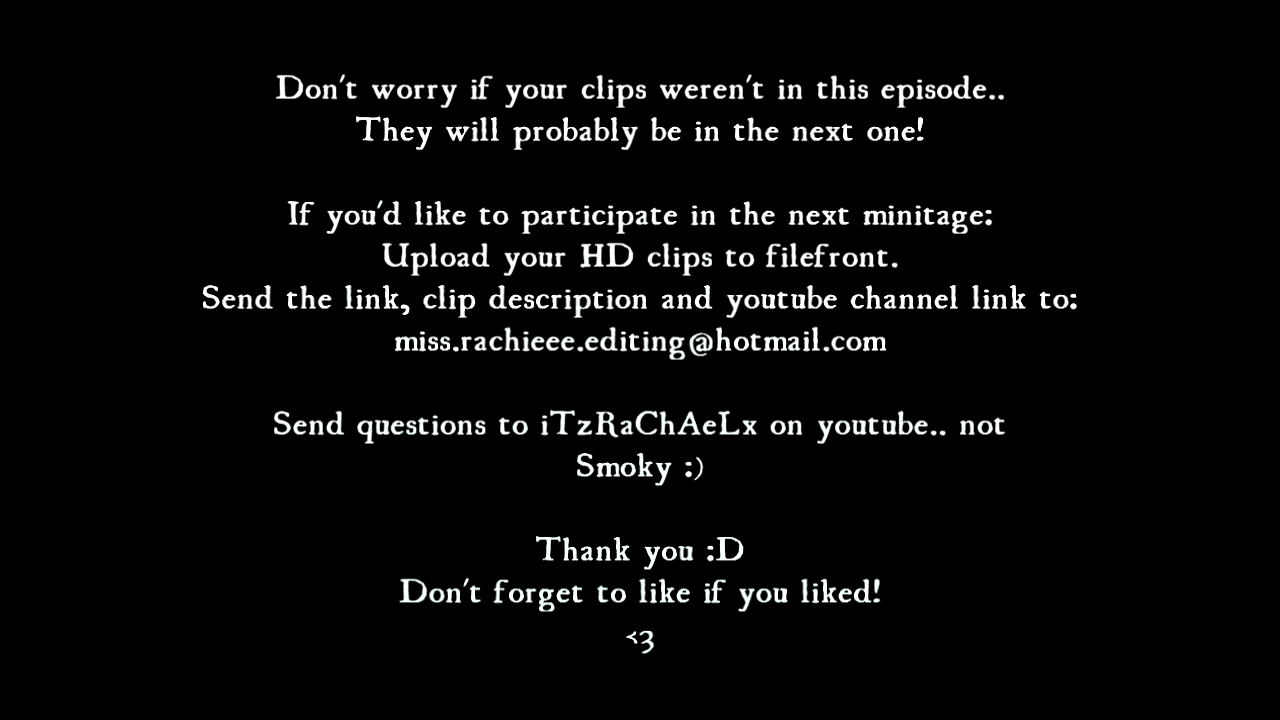 Don't worry if your clips weren't in this episode..
They will probably be in the next one!
If you'd like to participate in the next minitage:
Upload your HD clips to filefront.
Send the link, clip description and youtube channel link to:
miss.rachieee.editing@hotmail.com
Send questions to iTzRaChAeLx on youtube.. not
Smoky :)
Thank you :D
Don't forget to like if you liked!
<3